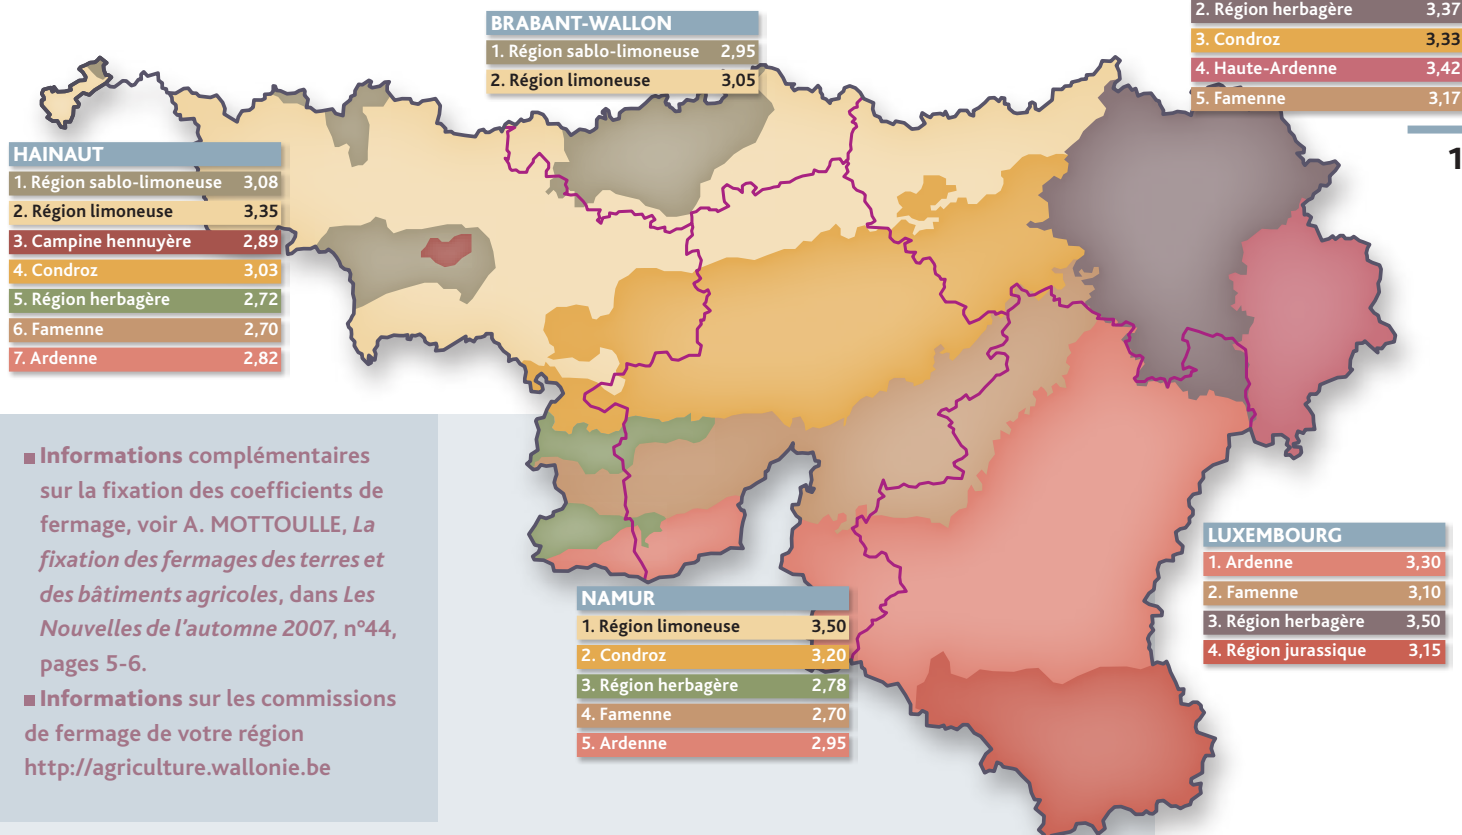 BRABANT-WALLON
1. Région sablo-limoneuse 2,95
2. Région limoneuse 3,05
2. Région herbagère 3,37
3. Condroz 3,33
4. Haute-Ardenne 3,42
5. Famenne 3,17
1
HAINAUT
1. Région sablo-limoneuse 3,08
2. Région limoneuse 3,35
3. Campine hennuyère 2,89
4. Condroz 3,03
5. Région herbagère 2,72
6. Famenne 2,70
7. Ardenne 2,82
Informations complémentaires
sur la fixation des coefficients de
fermage, voir A. MOTTOULLE, La
fixation des fermages des terres et
des bâtiments agricoles, dans Les
Nouvelles de l'automne 2007, n°44,
pages 5-6.
Informations sur les commissions
de fermage de votre région
http://agriculture.wallonie.be
NAMUR
1. Région limoneuse 3,50
2. Condroz 3,20
3. Région herbagère 2,78
4. Famenne 2,70
5. Ardenne 2,95
LUXEMBOURG
1. Ardenne 3,30
2. Famenne 3,10
3. Région herbagère 3,50
4. Région jurassique 3,15